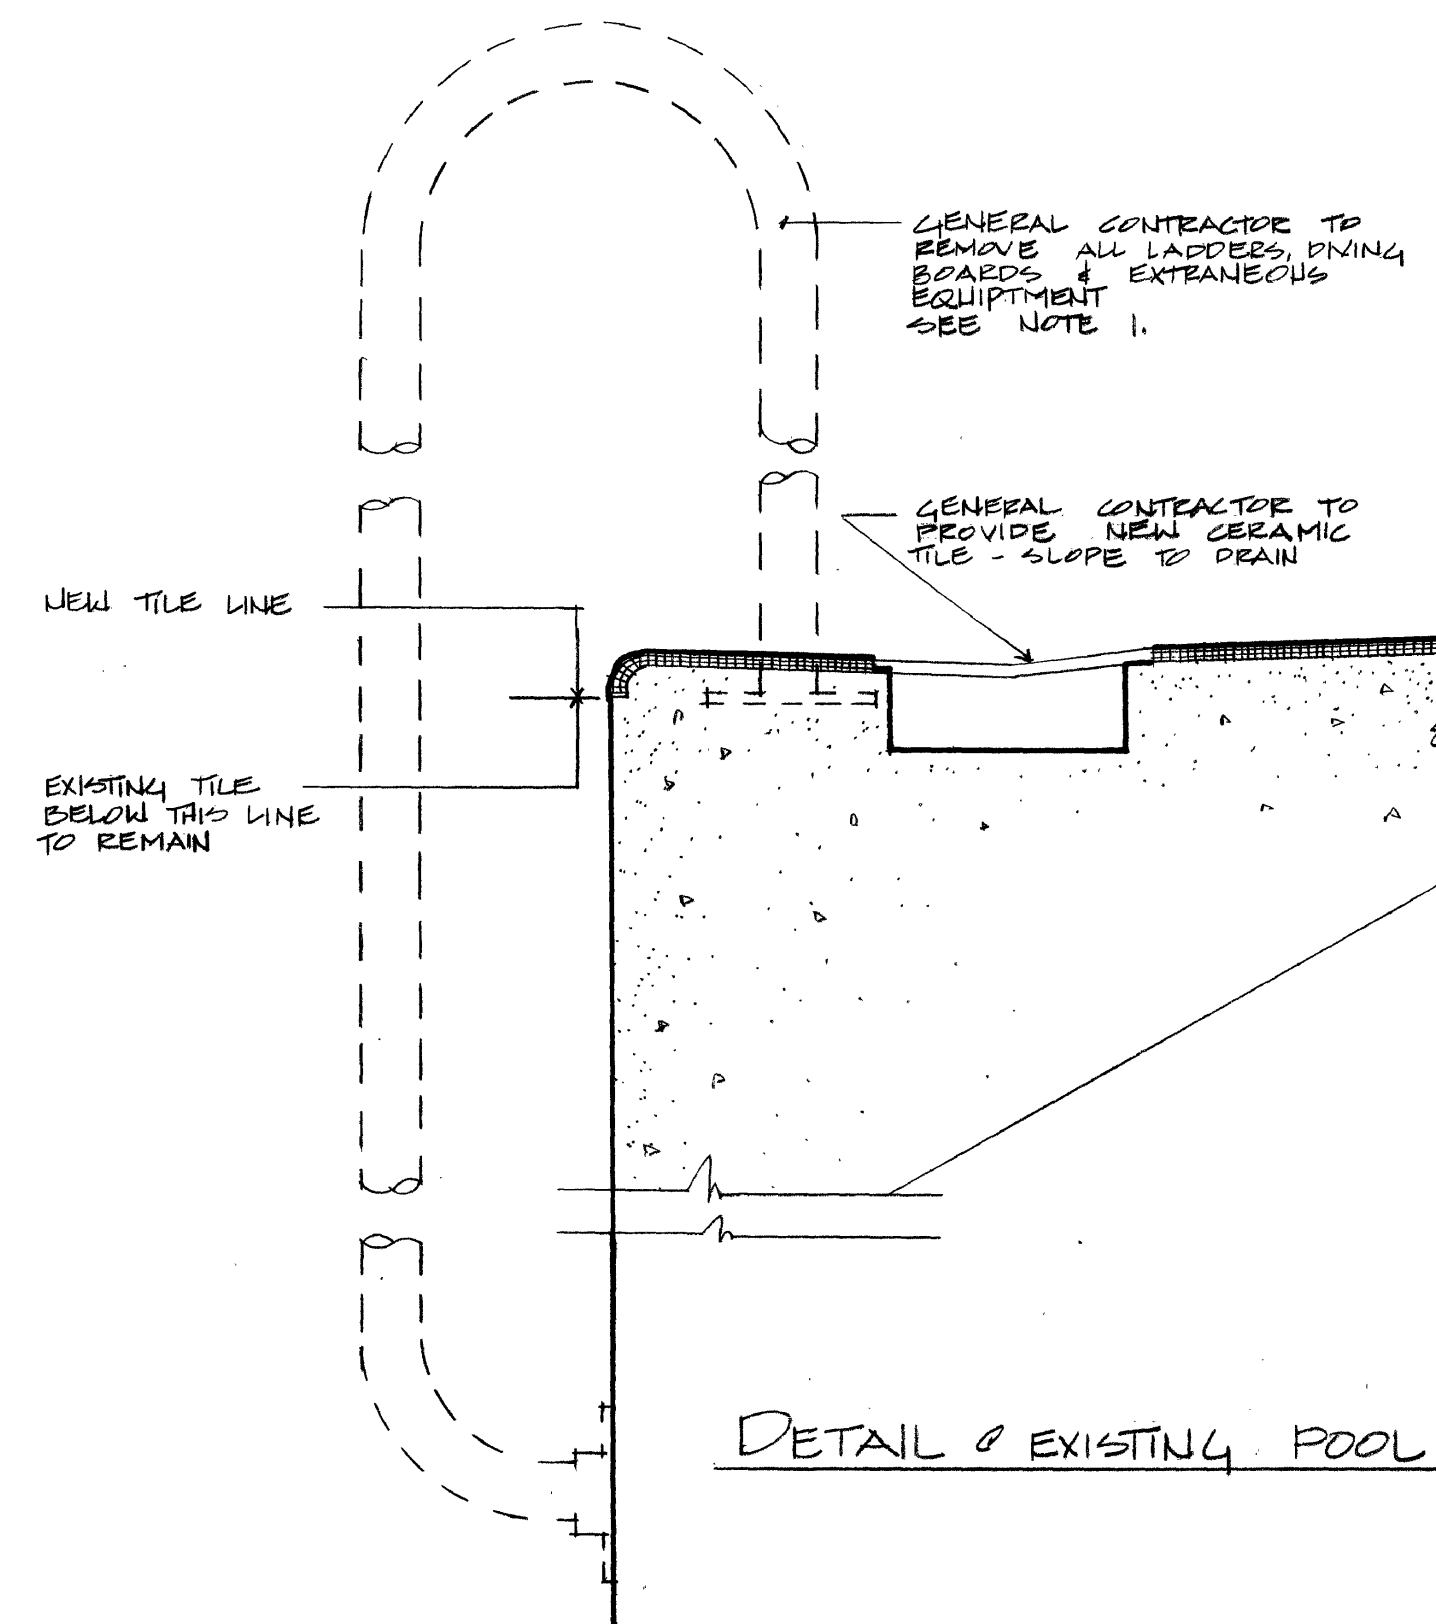 GENERAL CONTRACTOR TO
REMOVE ALL LADDERS, DIVING
BOARDS & EXTRANEOUS
EQUIPTMENT
SEE NOTE 1.
GENERAL CONTRACTOR TO
PROVIDE NEW CERAMIC
TILE - SLOPE TO DRAIN
NEW TILE LINE
EXISTING TILE
BELOW THIS LINE
TO REMAIN
DETAIL @ EXISTING POOL